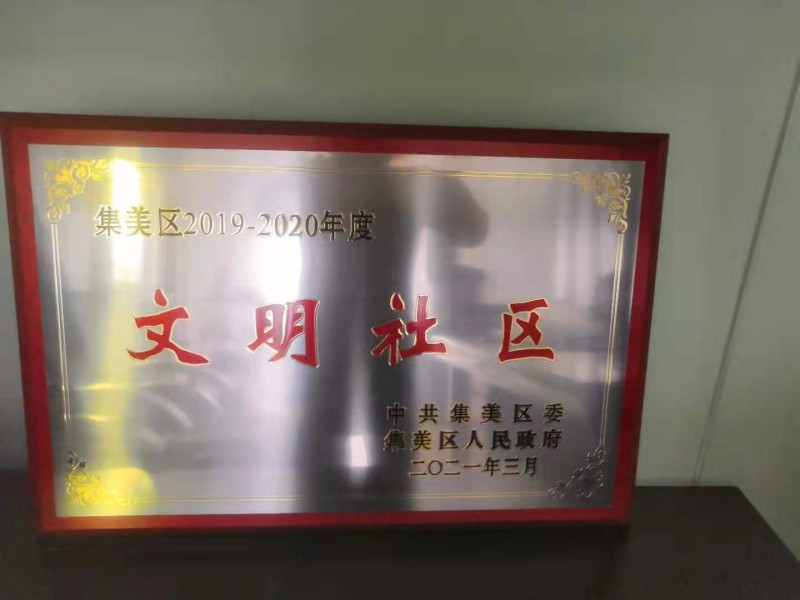 集美区2019-2020年度
文明社区
中共集美区委
集美区人民政府
二〇二一年三月